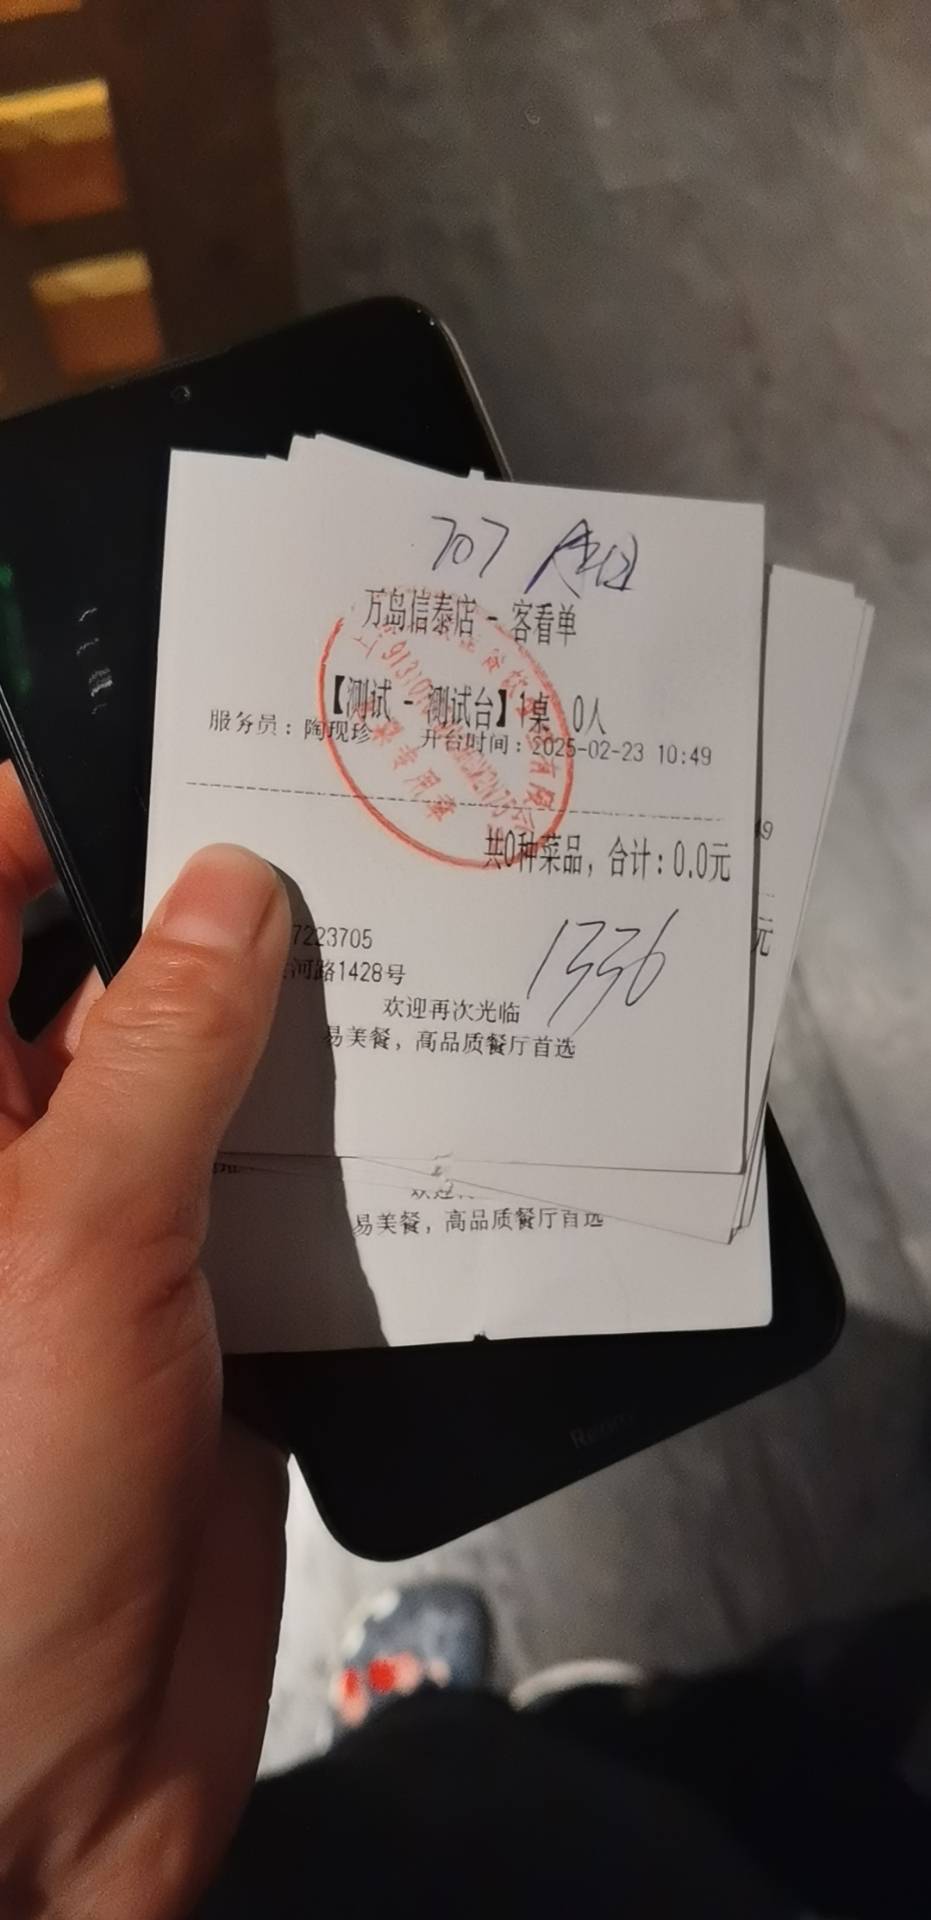 707
万岛信泰店 - 客看单
【测试 - 测试台】1桌 0人
服务员：陶现珍 开台时间：2025-02-23 10:49
共0种菜品，合计：0.0元
7223705
河路1428号
1336
欢迎再次光临
易美餐，高品质餐厅首选
易美餐，高品质餐厅首选